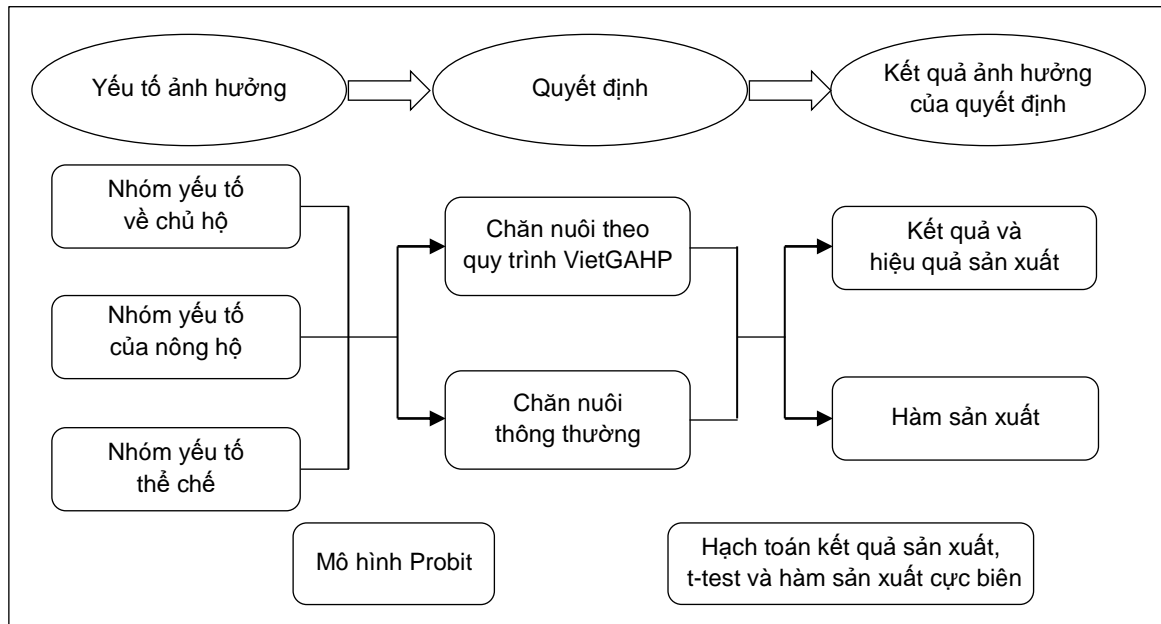 Yếu tố ảnh hưởng
Quyết định
Kết quả ảnh hưởng
của quyết định
Nhóm yếu tố
về chủ hộ
Nhóm yếu tố
của nông hộ
Nhóm yếu tố
thể chế
Chăn nuôi theo
quy trình VietGAHP
Chăn nuôi
thông thường
Kết quả và
hiệu quả sản xuất
Hàm sản xuất
Mô hình Probit
Hạch toán kết quả sản xuất,
t-test và hàm sản xuất cực biên